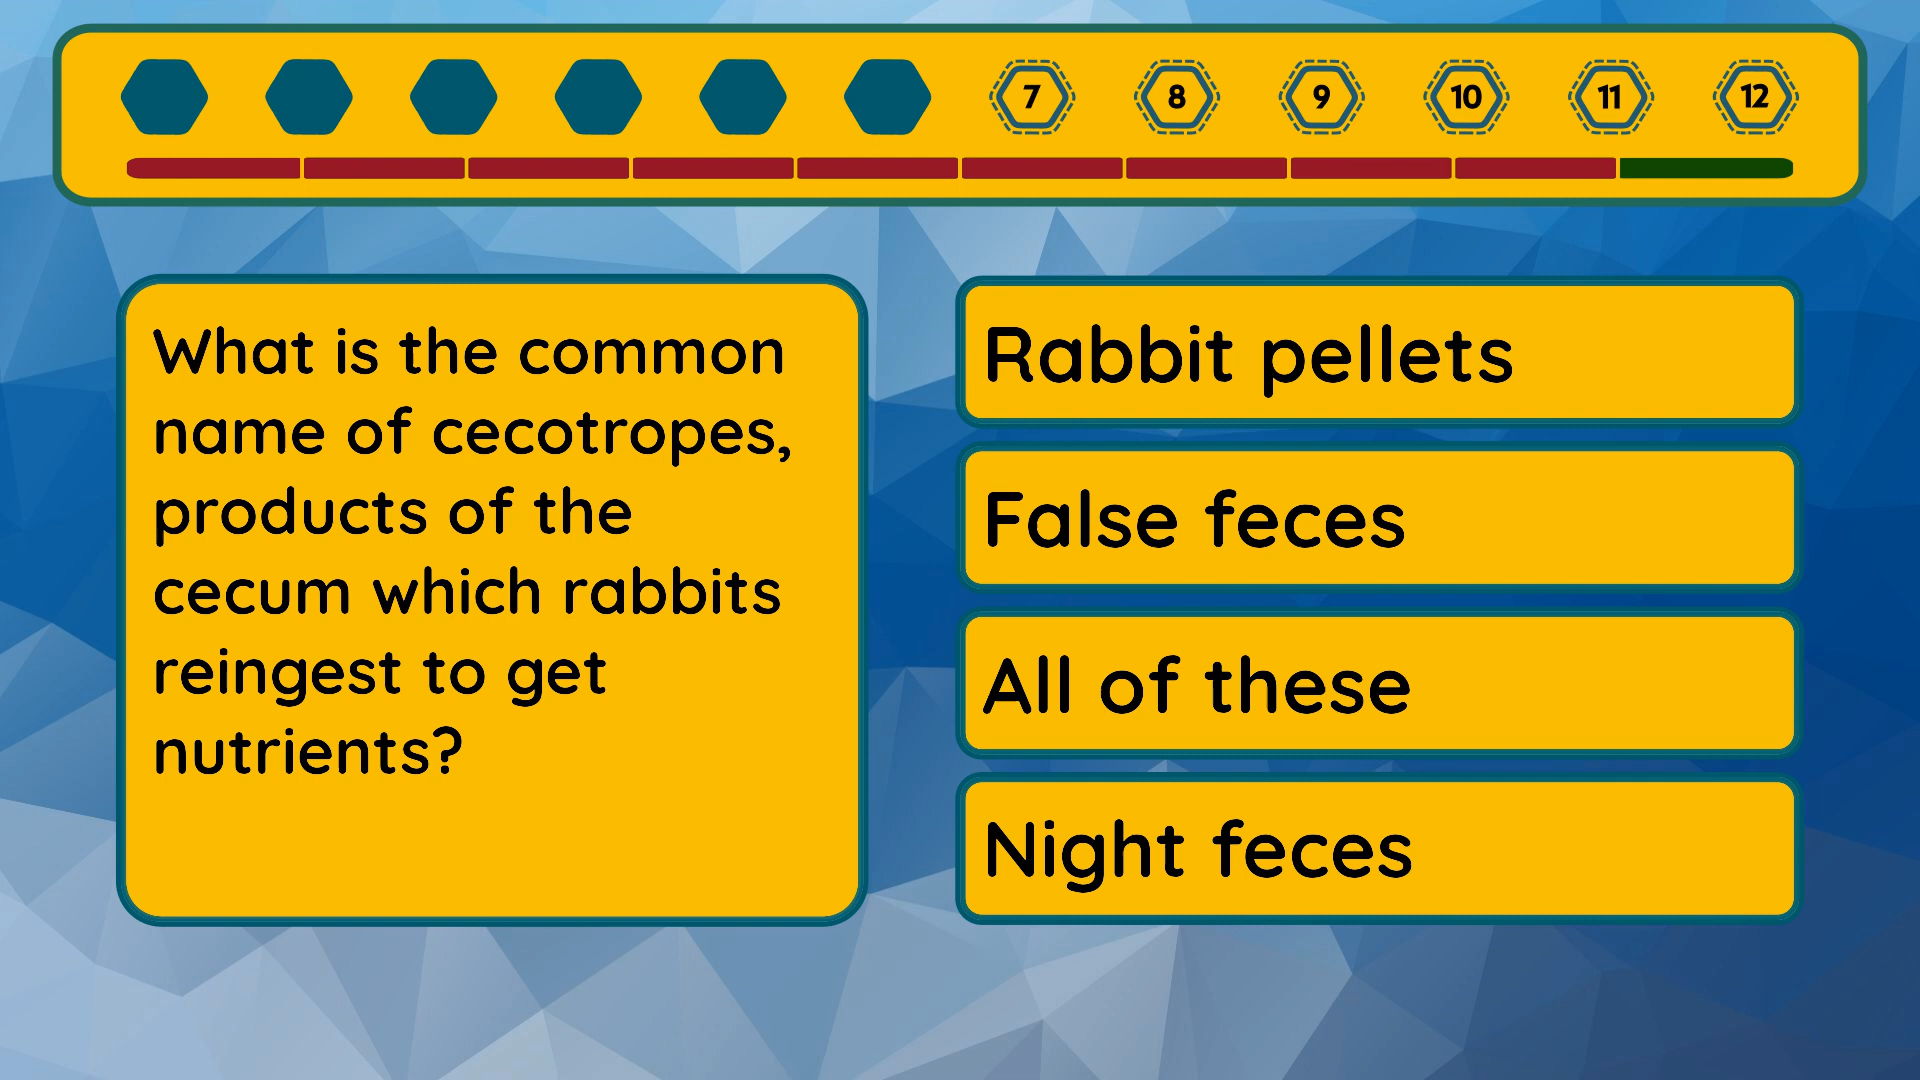 7 8 9 10 11 12
What is the common
name of cecotropes,
products of the
cecum which rabbits
reingest to get
nutrients?
Rabbit pellets
False feces
All of these
Night feces